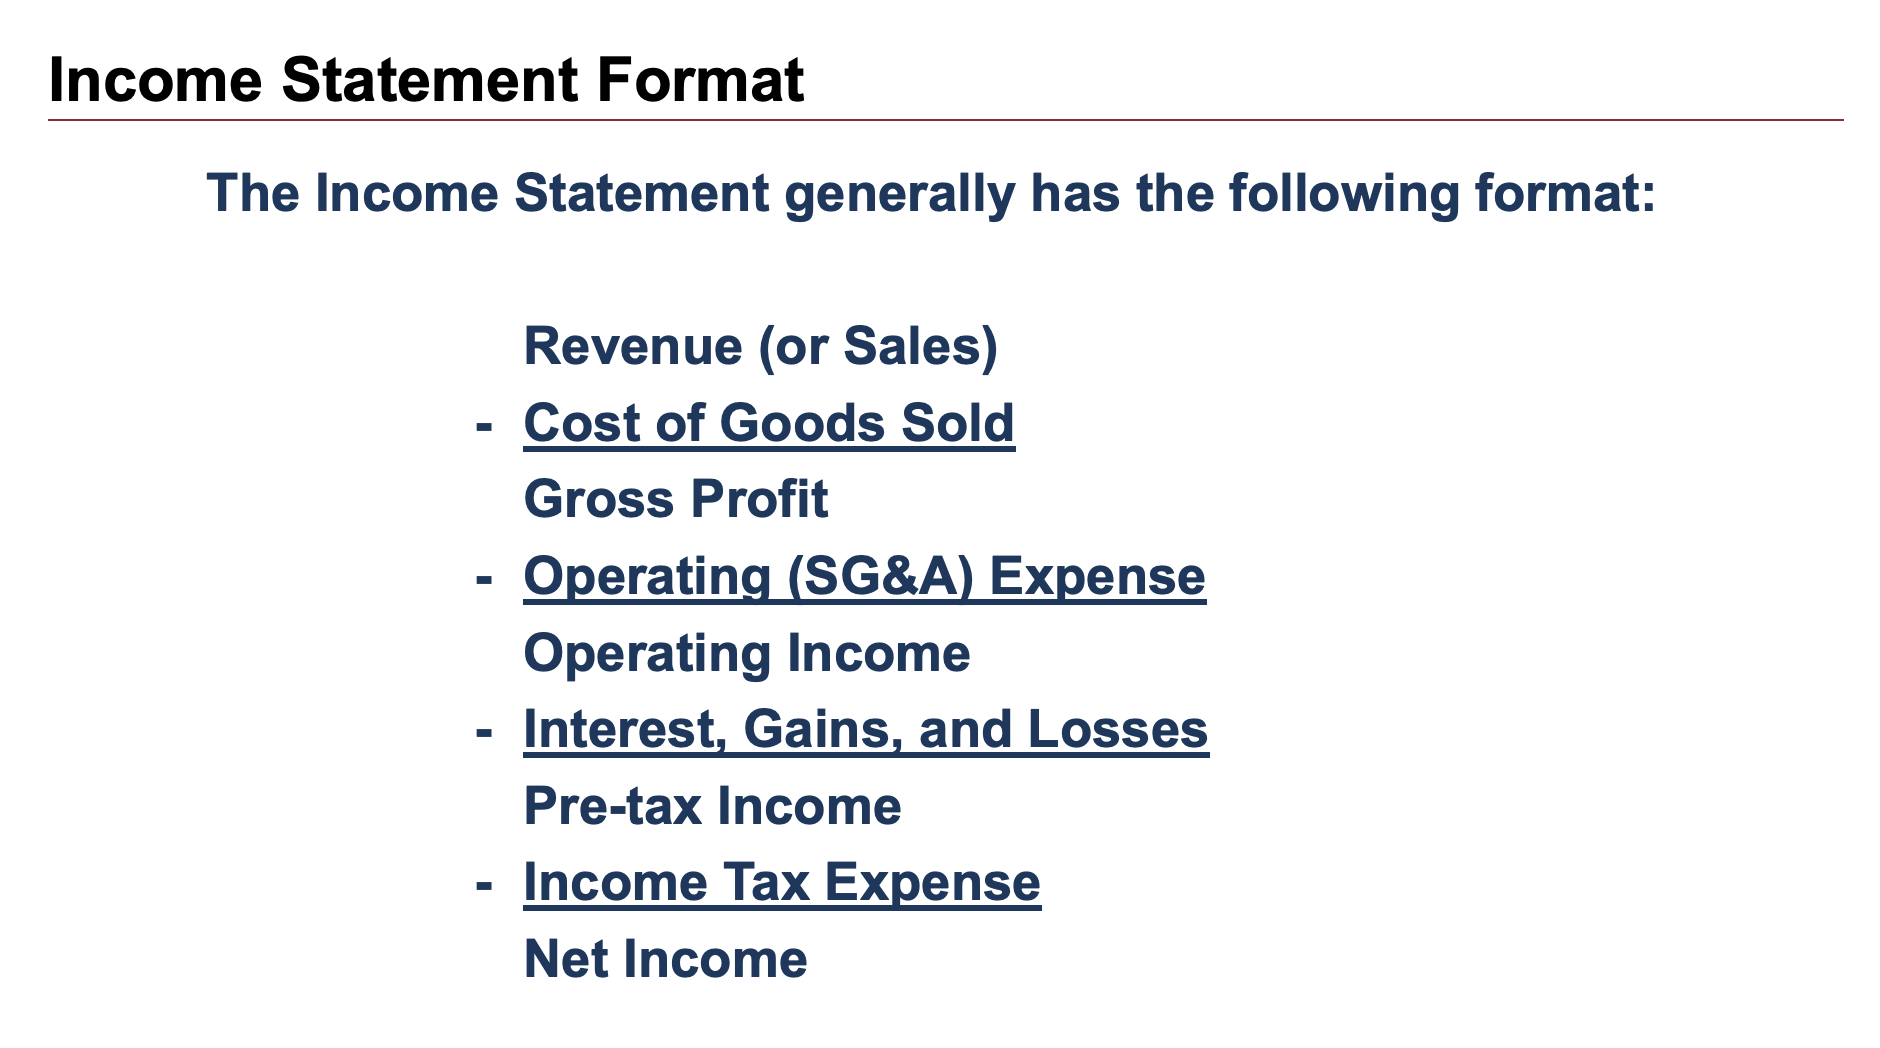 Income Statement Format
The Income Statement generally has the following format:
Revenue (or Sales)
- Cost of Goods Sold
Gross Profit
- Operating (SG&A) Expense
Operating Income
- Interest, Gains, and Losses
Pre-tax Income
- Income Tax Expense
Net Income